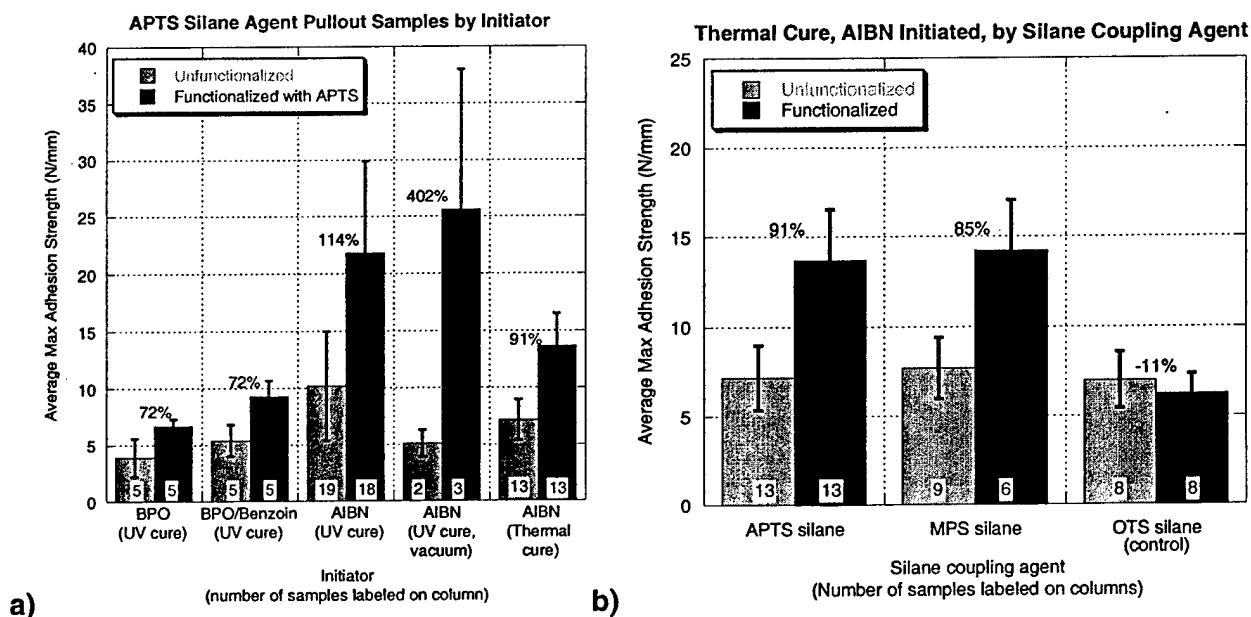 APTS Silane Agent Pullout Samples by Initiator
Average Max Adhesion Strength (N/mm)
40
35
30
25
20
15
10
5
0
Unfunctionalized
Functionalized with APTS
72%
72%
114%
402%
91%
5 5 5 5 19 18 2 3 13 13
BPO BPO/Benzoin AIBN AIBN AIBN
(UV cure) (UV cure) (UV cure) (UV cure, (Thermal
vacuum) cure)
Initiator
(number of samples labeled on column)
a)
Thermal Cure, AIBN Initiated, by Silane Coupling Agent
Average Max Adhesion Strength (N/mm)
25
20
15
10
5
0
Unfunctionalized
Functionalized
91%
85%
-11%
13 13 9 6 8 8
APTS silane MPS silane OTS silane
(control)
Silane coupling agent
(Number of samples labeled on columns)
b)